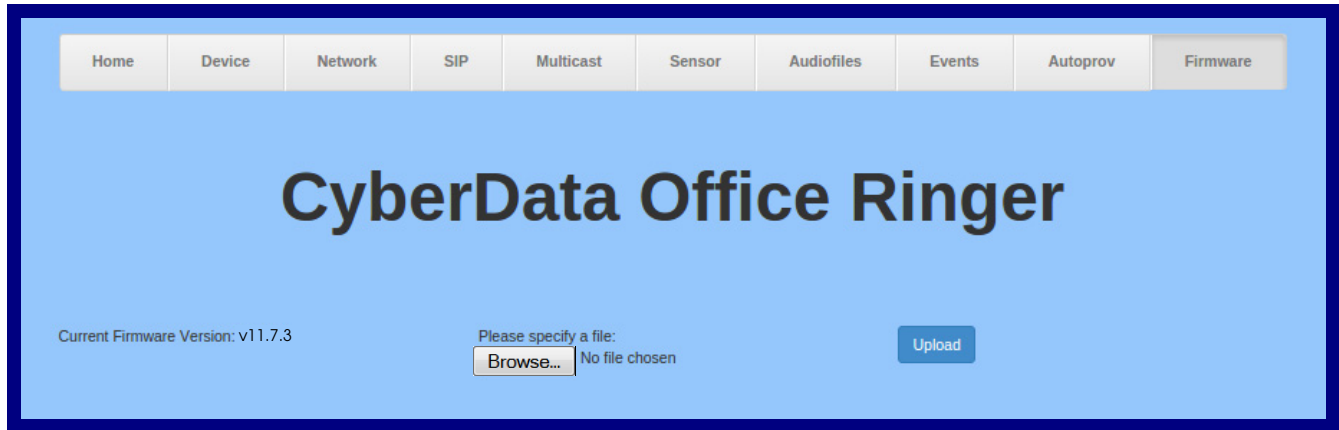 Home Device Network SIP Multicast Sensor Audiofiles Events Autoprov Firmware
CyberData Office Ringer
Current Firmware Version: v11.7.3
Please specify a file:
Browse... No file chosen
Upload